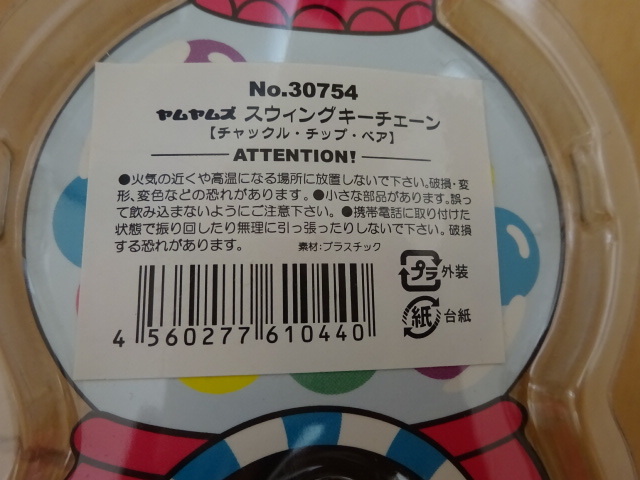 No.30754
ヤムヤムズ スウィングキーチェーン
【チャックル・チップ・ベア】
ATTENTION!
●火気の近くや高温になる場所に放置しないで下さい。破損・変
形、変色などの恐れがあります。●小さな部品があります。誤っ
て飲み込まないようにご注意下さい。●携帯電話に取り付けた
状態で振り回したり無理に引っ張ったりしないで下さい。破損
する恐れがあります。 素材:プラスチック
プラ 外装
紙 台紙
4 560277 610440